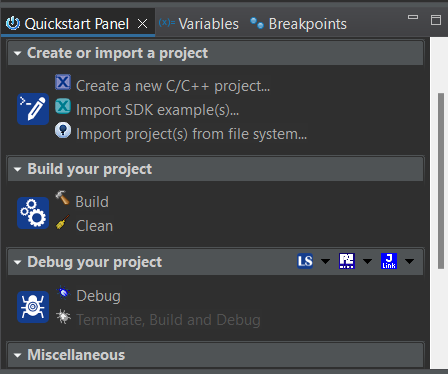 Quickstart Panel (x)= Variables Breakpoints
Create or import a project
Create a new C/C++ project...
Import SDK example(s)...
Import project(s) from file system...
Build your project
Build
Clean
Debug your project LS PE J Link
Debug
Terminate, Build and Debug
Miscellaneous